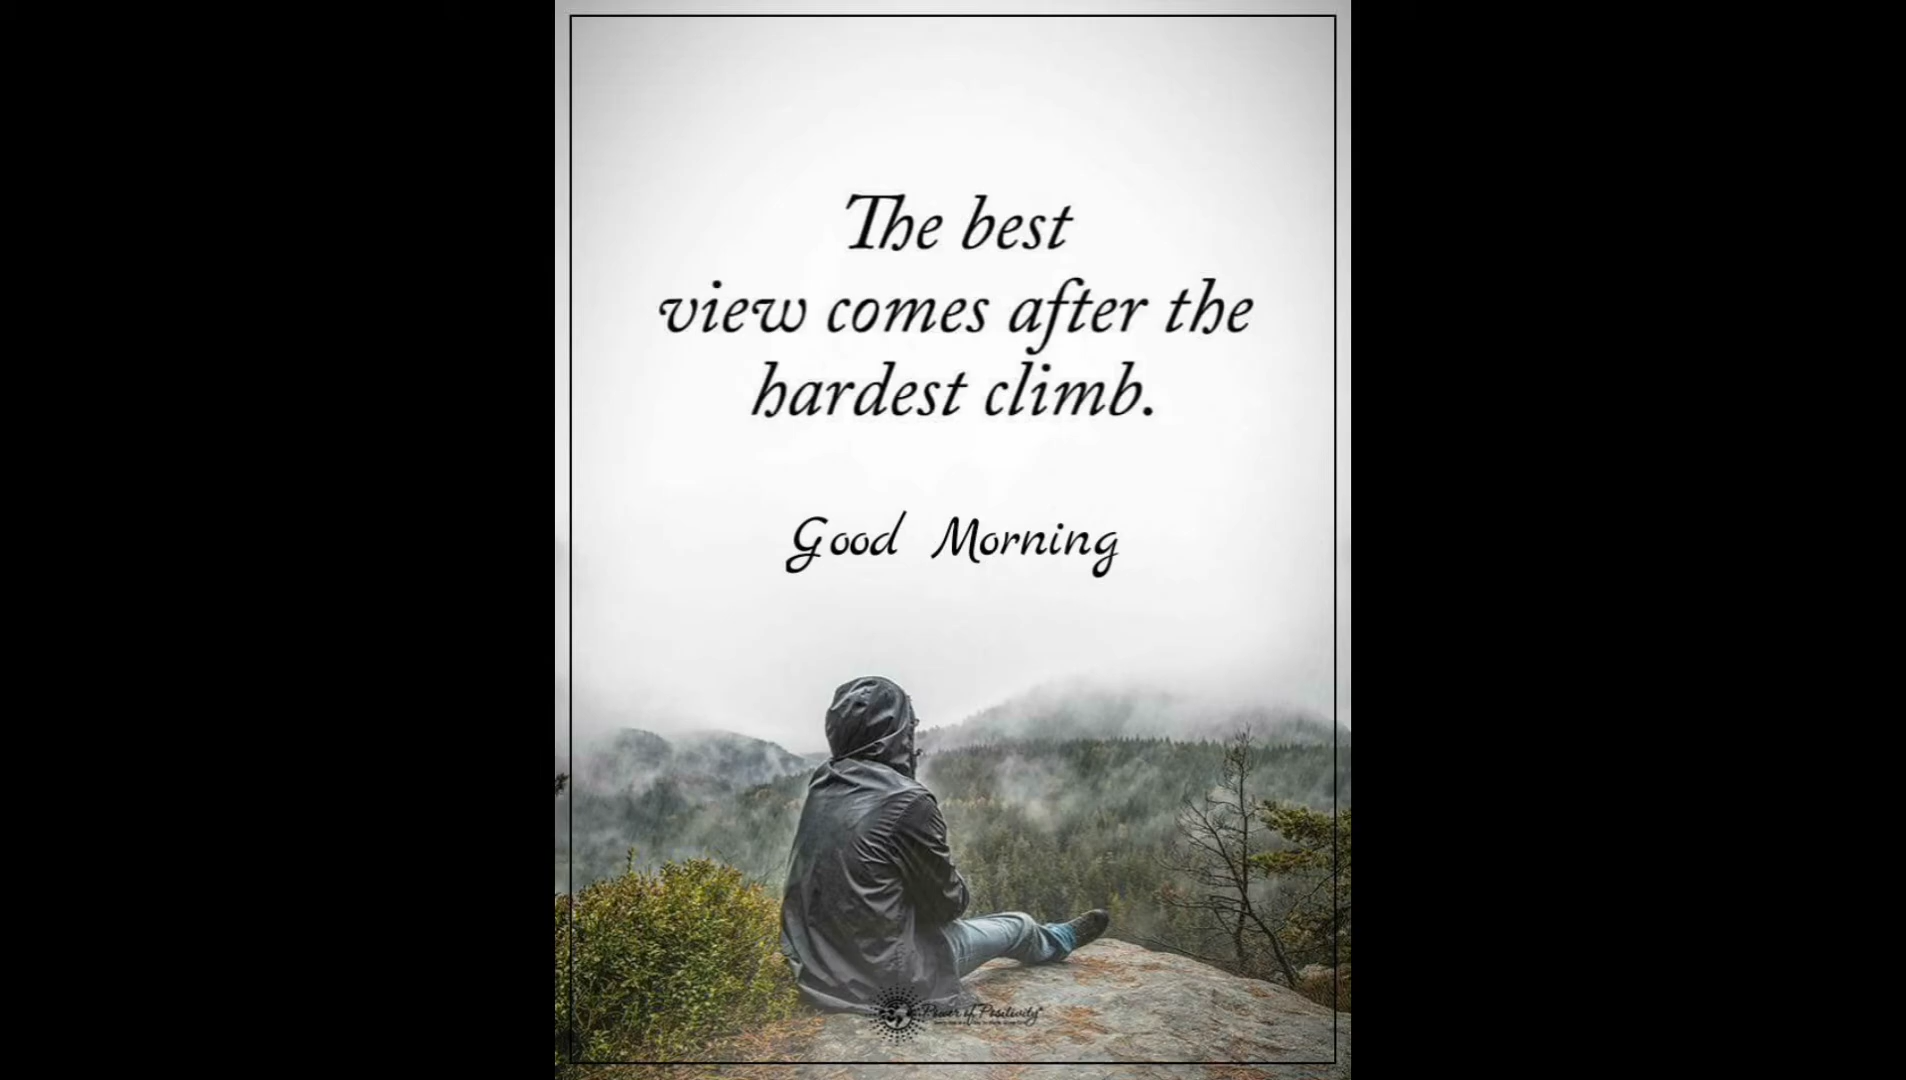 The best
view comes after the
hardest climb.
Good Morning
Power of Positivity